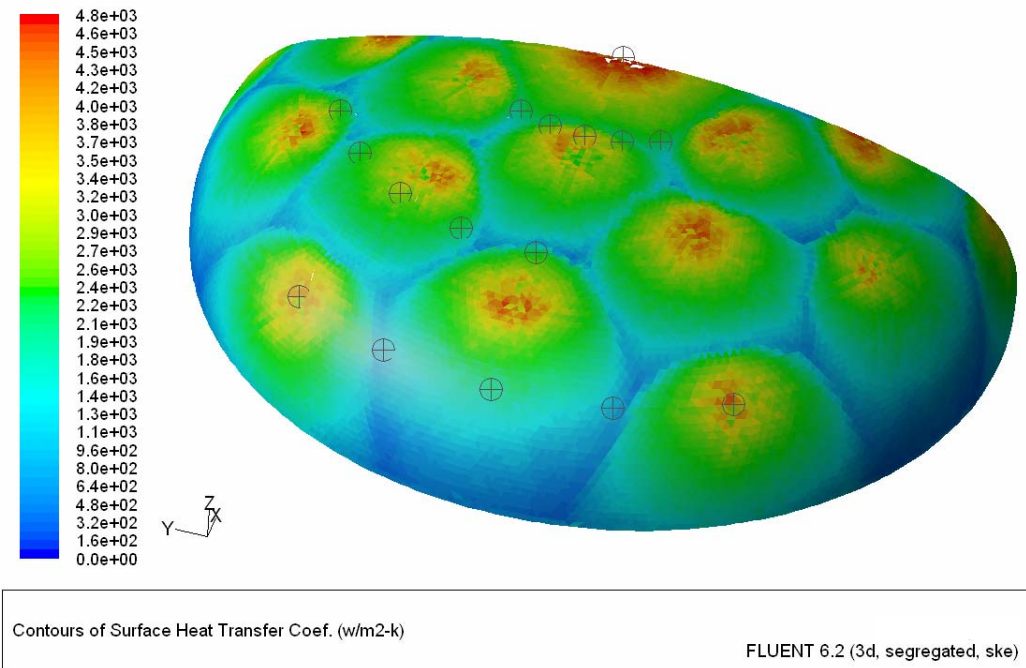 4.8e+03
4.6e+03
4.5e+03
4.3e+03
4.2e+03
4.0e+03
3.8e+03
3.7e+03
3.5e+03
3.4e+03
3.2e+03
3.0e+03
2.9e+03
2.7e+03
2.6e+03
2.4e+03
2.2e+03
2.1e+03
1.9e+03
1.8e+03
1.6e+03
1.4e+03
1.3e+03
1.1e+03
9.6e+02
8.0e+02
6.4e+02
4.8e+02
3.2e+02
1.6e+02
0.0e+00
Z
X
Y
Contours of Surface Heat Transfer Coef. (w/m2-k)
FLUENT 6.2 (3d, segregated, ske)